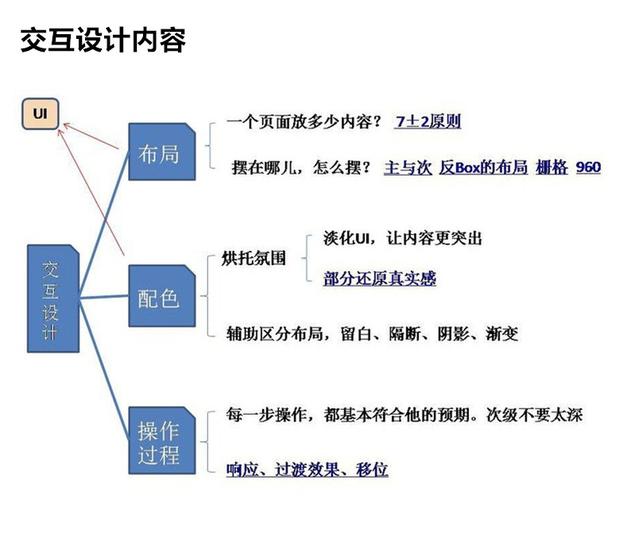 交互设计内容
UI
布局
一个页面放多少内容？ 7±2原则
摆在哪儿，怎么摆？ 主与次 反Box的布局 栅格 960
交互设计
配色
烘托氛围
淡化UI，让内容更突出
部分还原真实感
辅助区分布局，留白、隔断、阴影、渐变
操作
过程
每一步操作，都基本符合他的预期。次级不要太深
响应、过渡效果、移位